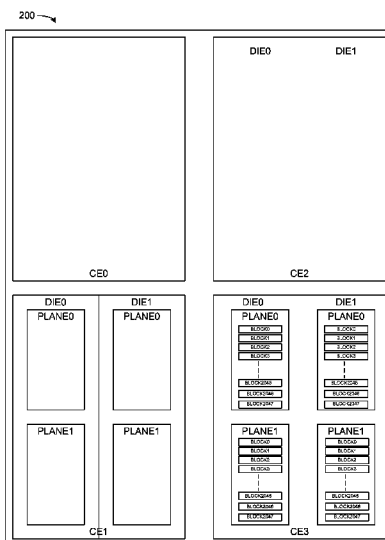 200
CE0
DIE0 DIE1
CE2
DIE0 DIE1
PLANE0 PLANE0
PLANE1 PLANE1
CE1
DIE0 DIE1
PLANE0
BLOCK0
BLOCK1
BLOCK2
BLOCK3
BLOCK2045
BLOCK2046
BLOCK2047
PLANE0
BLOCK0
BLOCK1
BLOCK2
BLOCK3
BLOCK2045
BLOCK2046
BLOCK2047
PLANE1
BLOCK0
BLOCK1
BLOCK2
BLOCK3
BLOCK2045
BLOCK2046
BLOCK2047
PLANE1
BLOCK0
BLOCK1
BLOCK2
BLOCK3
BLOCK2045
BLOCK2046
BLOCK2047
CE3